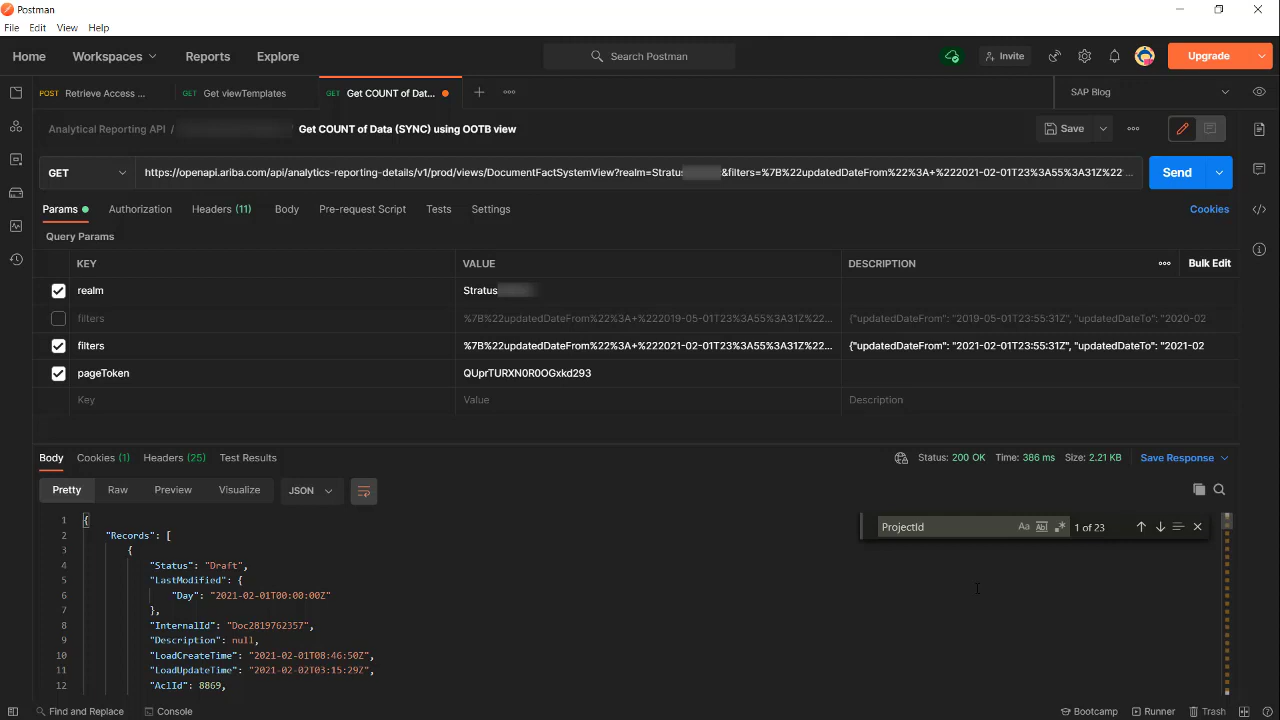 Postman
File Edit View Help
Home Workspaces Reports Explore Search Postman Invite Upgrade
POST Retrieve Access ... GET Get viewTemplates GET Get COUNT of Dat... SAP Blog
Analytical Reporting API / / Get COUNT of Data (SYNC) using OOTB view Save
GET https://openapi.ariba.com/api/analytics-reporting-details/v1/prod/views/DocumentFactSystemView?realm=Stratus &filters=%7B%22updatedDateFrom%22%3A+%222021-02-01T23%3A55%3A31Z%22 ... Send
Params Authorization Headers (11) Body Pre-request Script Tests Settings Cookies
Query Params
KEY VALUE DESCRIPTION Bulk Edit
realm Stratus
filters %7B%22updatedDateFrom%22%3A+%222019-05-01T23%3A55%3A31Z%22... {"updatedDateFrom": "2019-05-01T23:55:31Z", "updatedDateTo": "2020-02
filters %7B%22updatedDateFrom%22%3A+%222021-02-01T23%3A55%3A31Z%22... {"updatedDateFrom": "2021-02-01T23:55:31Z", "updatedDateTo": "2021-02
pageToken QUprTURXN0R0OGxkd293
Key Value Description
Body Cookies (1) Headers (25) Test Results Status: 200 OK Time: 386 ms Size: 2.21 KB Save Response
Pretty Raw Preview Visualize JSON
ProjectId Aa Abl 1 of 23
1 {
2 "Records": [
3 {
4 "Status": "Draft",
5 "LastModified": {
6 "Day": "2021-02-01T00:00:00Z"
7 },
8 "InternalId": "Doc2819762357",
9 "Description": null,
10 "LoadCreateTime": "2021-02-01T08:46:50Z",
11 "LoadUpdateTime": "2021-02-02T03:15:29Z",
12 "AclId": 8869,
Find and Replace Console Bootcamp Runner Trash